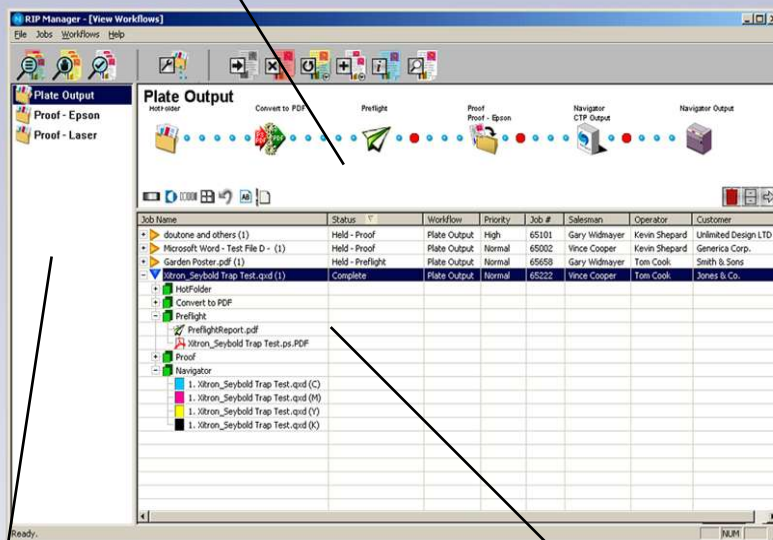 RIP Manager - [View Workflows]
File Jobs Workflows Help
Plate Output
Proof - Epson
Proof - Laser
Plate Output
HotFolder
Convert to PDF
Preflight
Proof
Proof - Epson
Navigator
CTP Output
Navigator Output
Job Name Status Workflow Priority Job # Salesman Operator Customer
doutone and others (1) Held - Proof Plate Output High 65101 Gary Widmayer Kevin Shepard Unlimited Design LTD
Microsoft Word - Test File D - (1) Held - Proof Plate Output Normal 65002 Vince Cooper Kevin Shepard Generica Corp.
Garden Poster.pdf (1) Held - Preflight Plate Output Normal 65658 Gary Widmayer Tom Cook Smith & Sons
Xitron_Seybold Trap Test.qxd (1) Complete Plate Output Normal 65222 Vince Cooper Tom Cook Jones & Co.
HotFolder
Convert to PDF
Preflight
PreflightReport.pdf
Xitron_Seybold Trap Test.ps.PDF
Proof
Navigator
1. Xitron_Seybold Trap Test.qxd (C)
1. Xitron_Seybold Trap Test.qxd (M)
1. Xitron_Seybold Trap Test.qxd (Y)
1. Xitron_Seybold Trap Test.qxd (K)
Ready. NUM